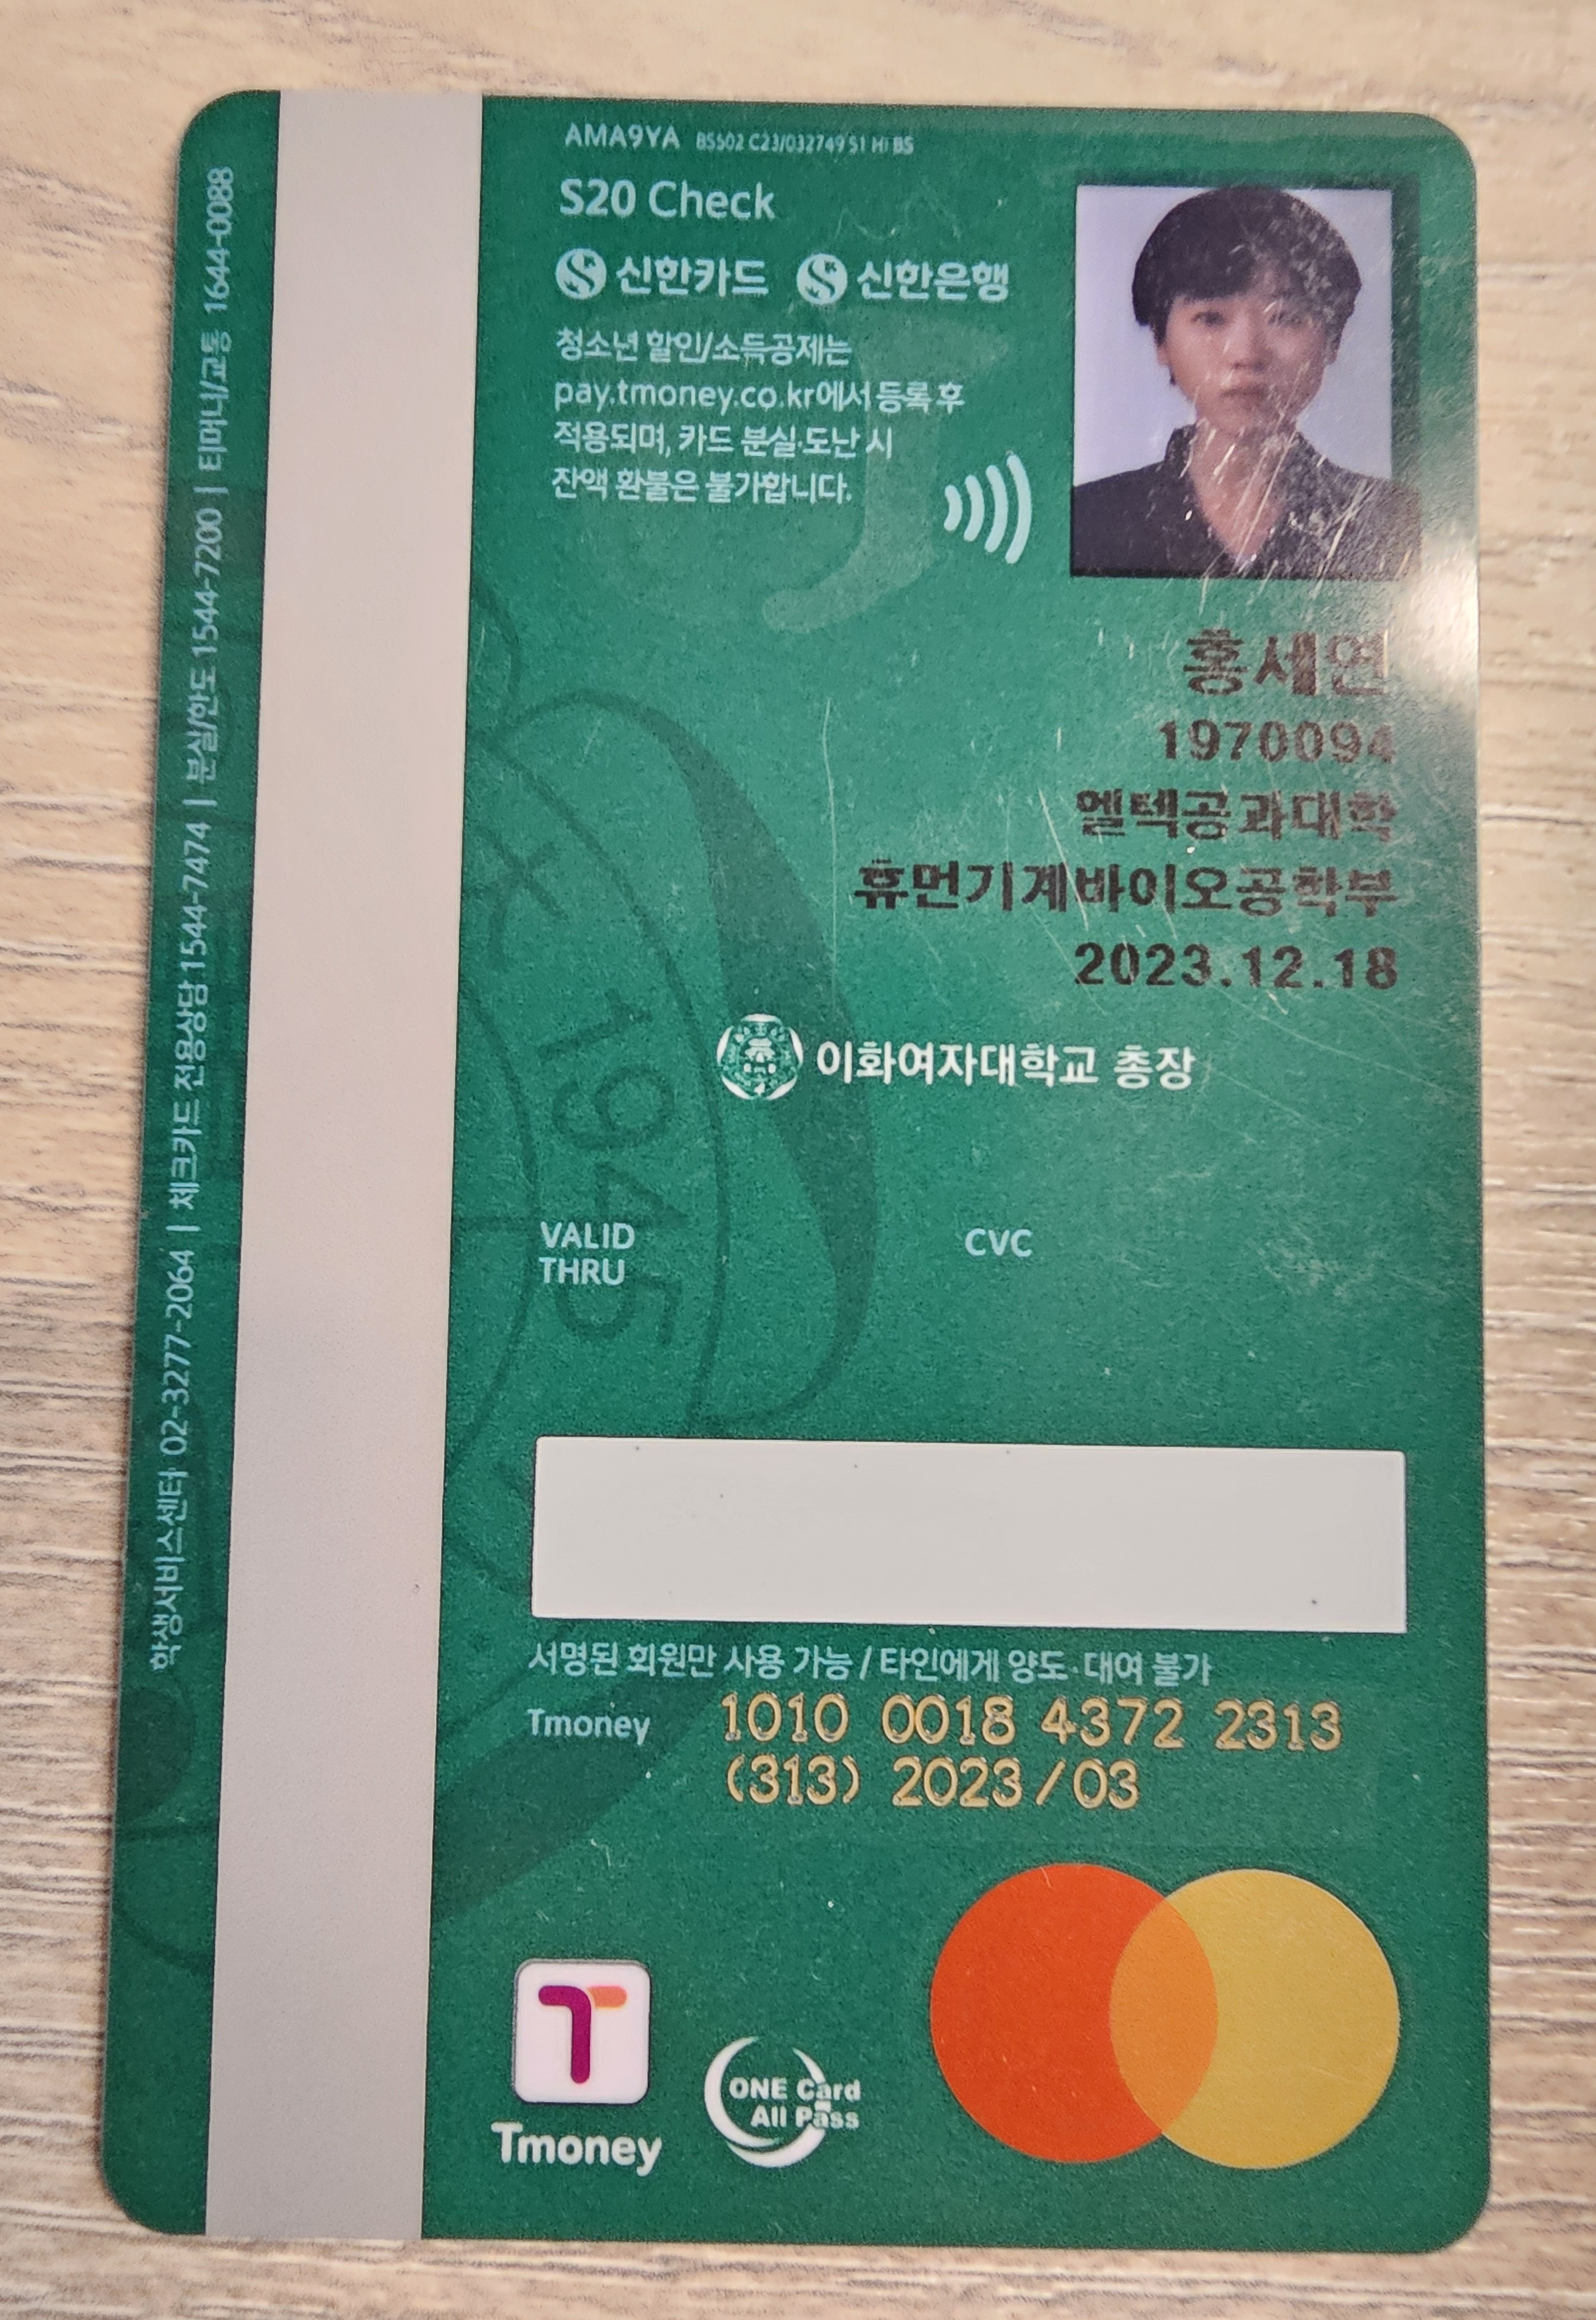 AMA9YA BS502 C23/032749 S1 Hi BS
S20 Check
신한카드 신한은행
청소년 할인/소득공제는
pay.tmoney.co.kr에서 등록 후
적용되며, 카드 분실·도난 시
잔액 환불은 불가합니다.
홍세연
1970094
엘텍공과대학
휴먼기계바이오공학부
2023.12.18
이화여자대학교 총장
1945
VALID
THRU
CVC
서명된 회원만 사용 가능 / 타인에게 양도·대여 불가
Tmoney 1010 0018 4372 2313
(313) 2023/03
Tmoney
ONE Card
All Pass
학생서비스센터 02-3277-2064 | 체크카드 전용상담 1544-7474 | 분실/한도 1544-7200 | 티머니/교통 1644-0088